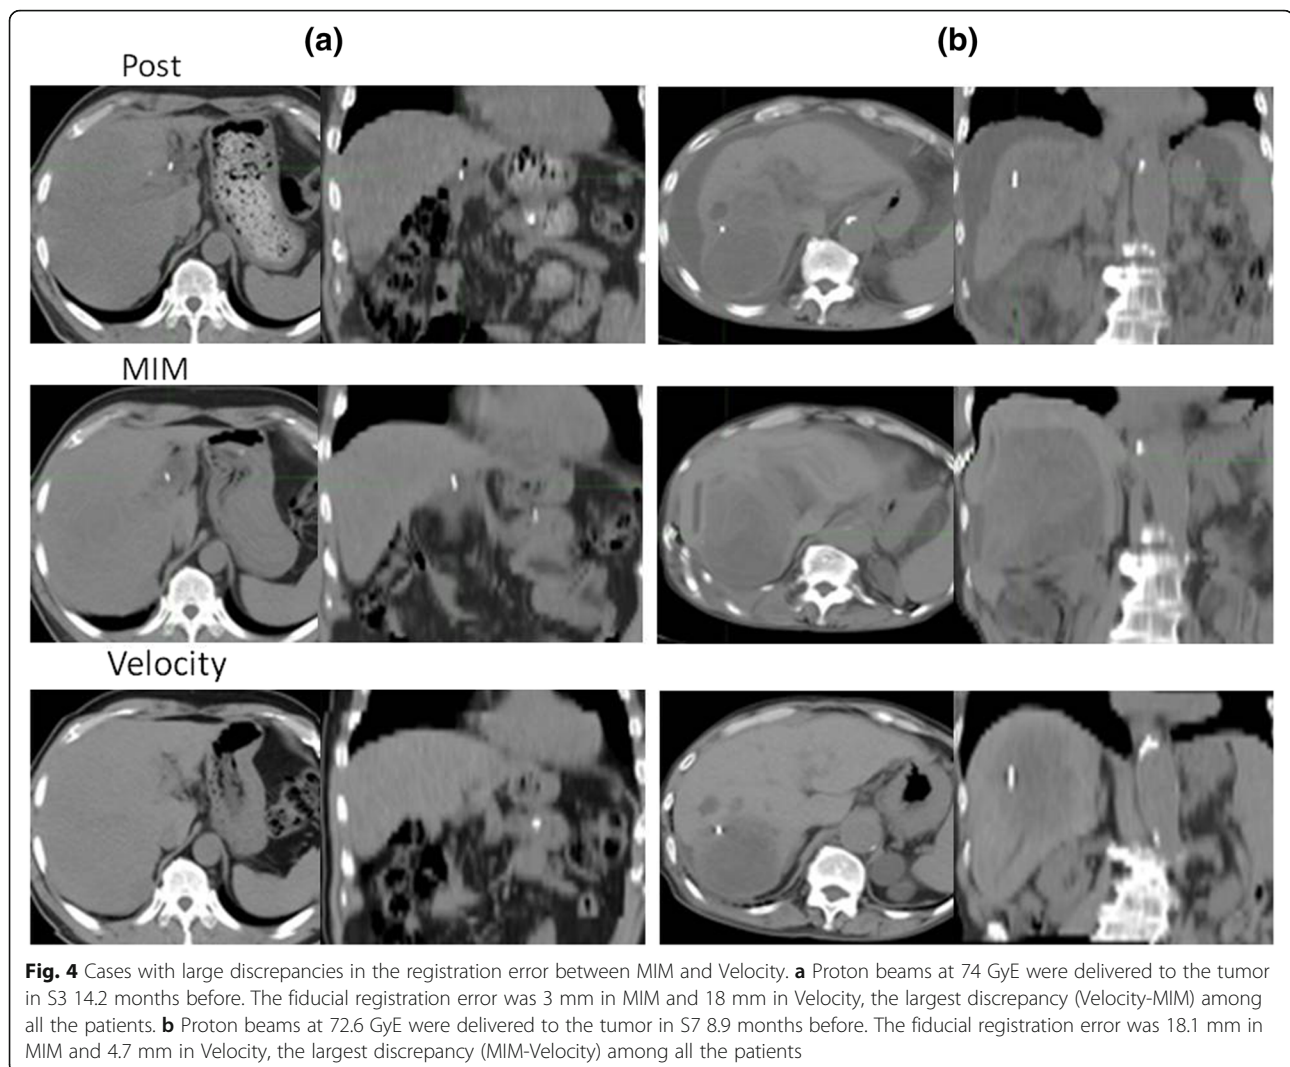 (a)
(b)
Post
MIM
Velocity
Fig. 4 Cases with large discrepancies in the registration error between MIM and Velocity. a Proton beams at 74 GyE were delivered to the tumor
in S3 14.2 months before. The fiducial registration error was 3 mm in MIM and 18 mm in Velocity, the largest discrepancy (Velocity-MIM) among
all the patients. b Proton beams at 72.6 GyE were delivered to the tumor in S7 8.9 months before. The fiducial registration error was 18.1 mm in
MIM and 4.7 mm in Velocity, the largest discrepancy (MIM-Velocity) among all the patients